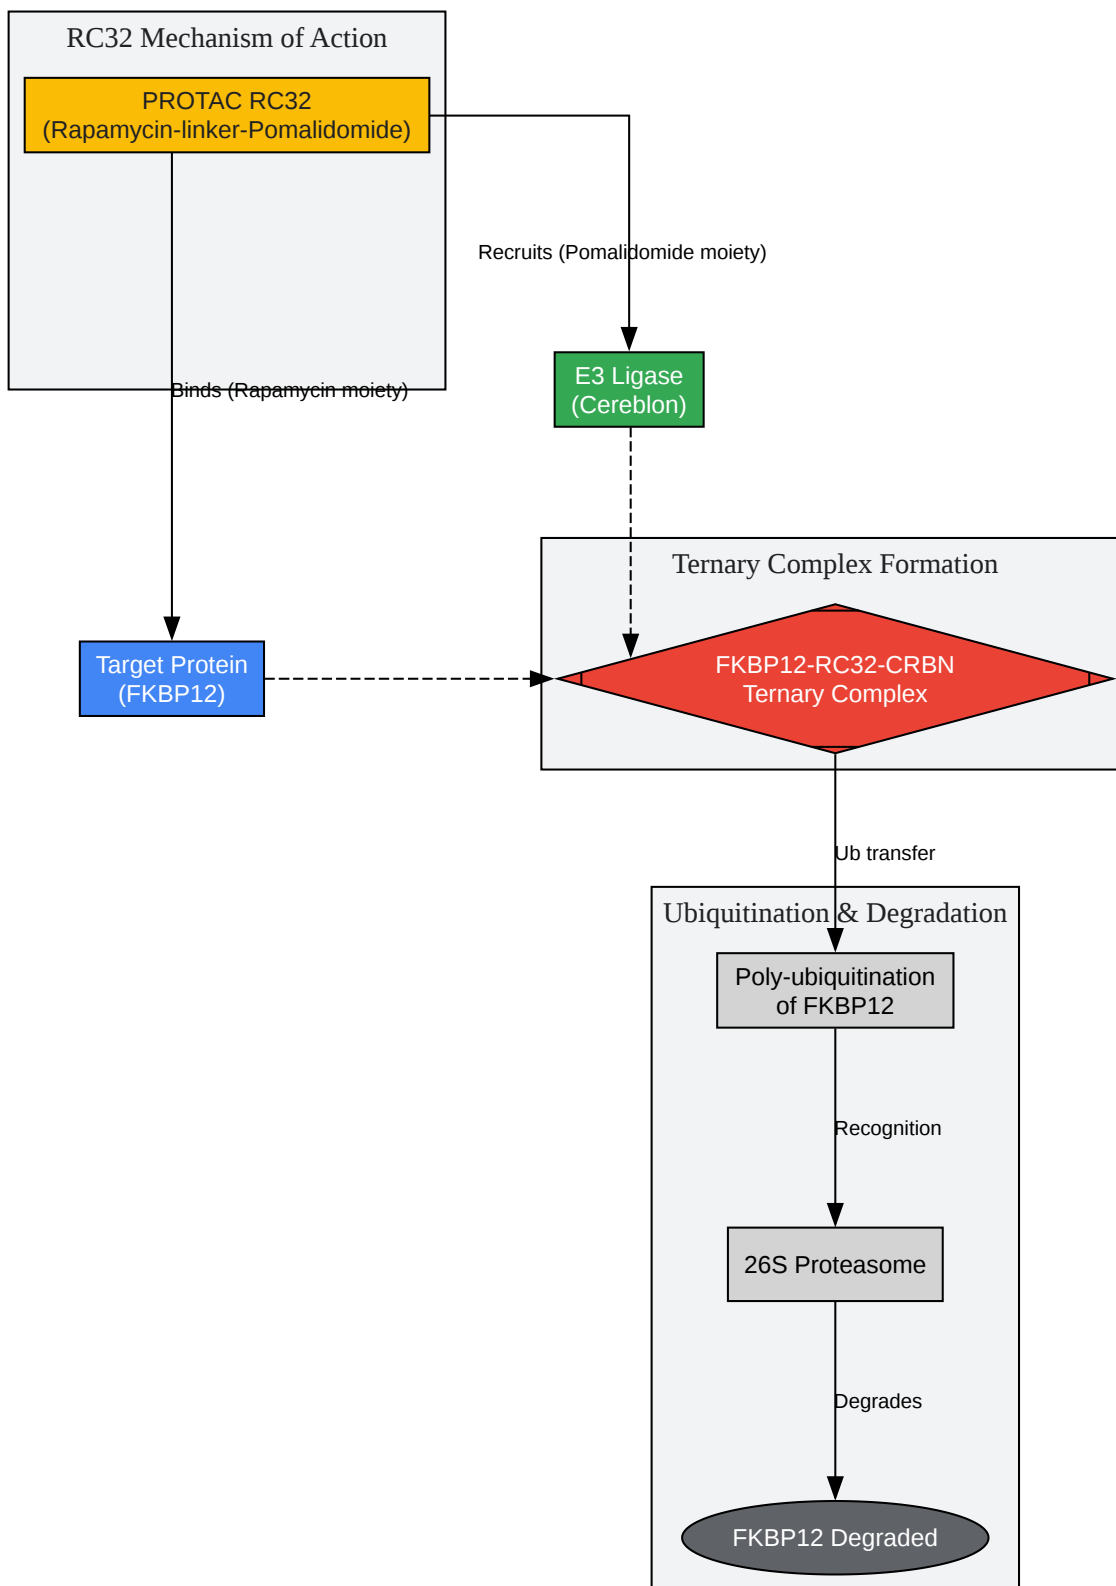 RC32 Mechanism of Action
PROTAC RC32
(Rapamycin-linker-Pomalidomide)
Recruits (Pomalidomide moiety)
E3 Ligase
(Cereblon)
Binds (Rapamycin moiety)
Ternary Complex Formation
Target Protein
(FKBP12)
FKBP12-RC32-CRBN
Ternary Complex
Ub transfer
Ubiquitination & Degradation
Poly-ubiquitination
of FKBP12
Recognition
26S Proteasome
Degrades
FKBP12 Degraded